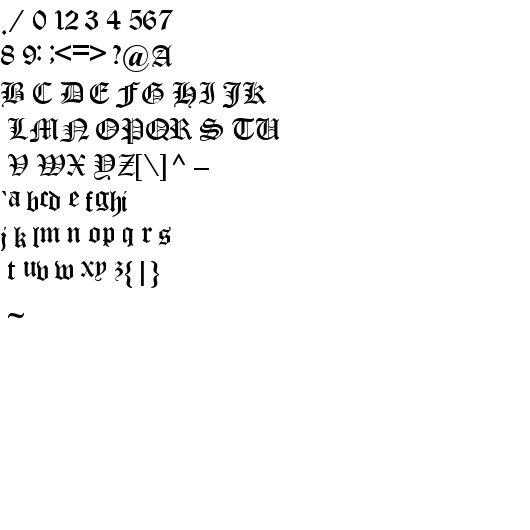 ./ 0 12 3 4 567
8 9: ;<=> ?@A
B C D E F G H I J K
L M N O P Q R S T U
V W X Y Z [ \ ] ^ _
`a b c d e f g h i
j k l m n o p q r s
t u v w x y z { | }
~